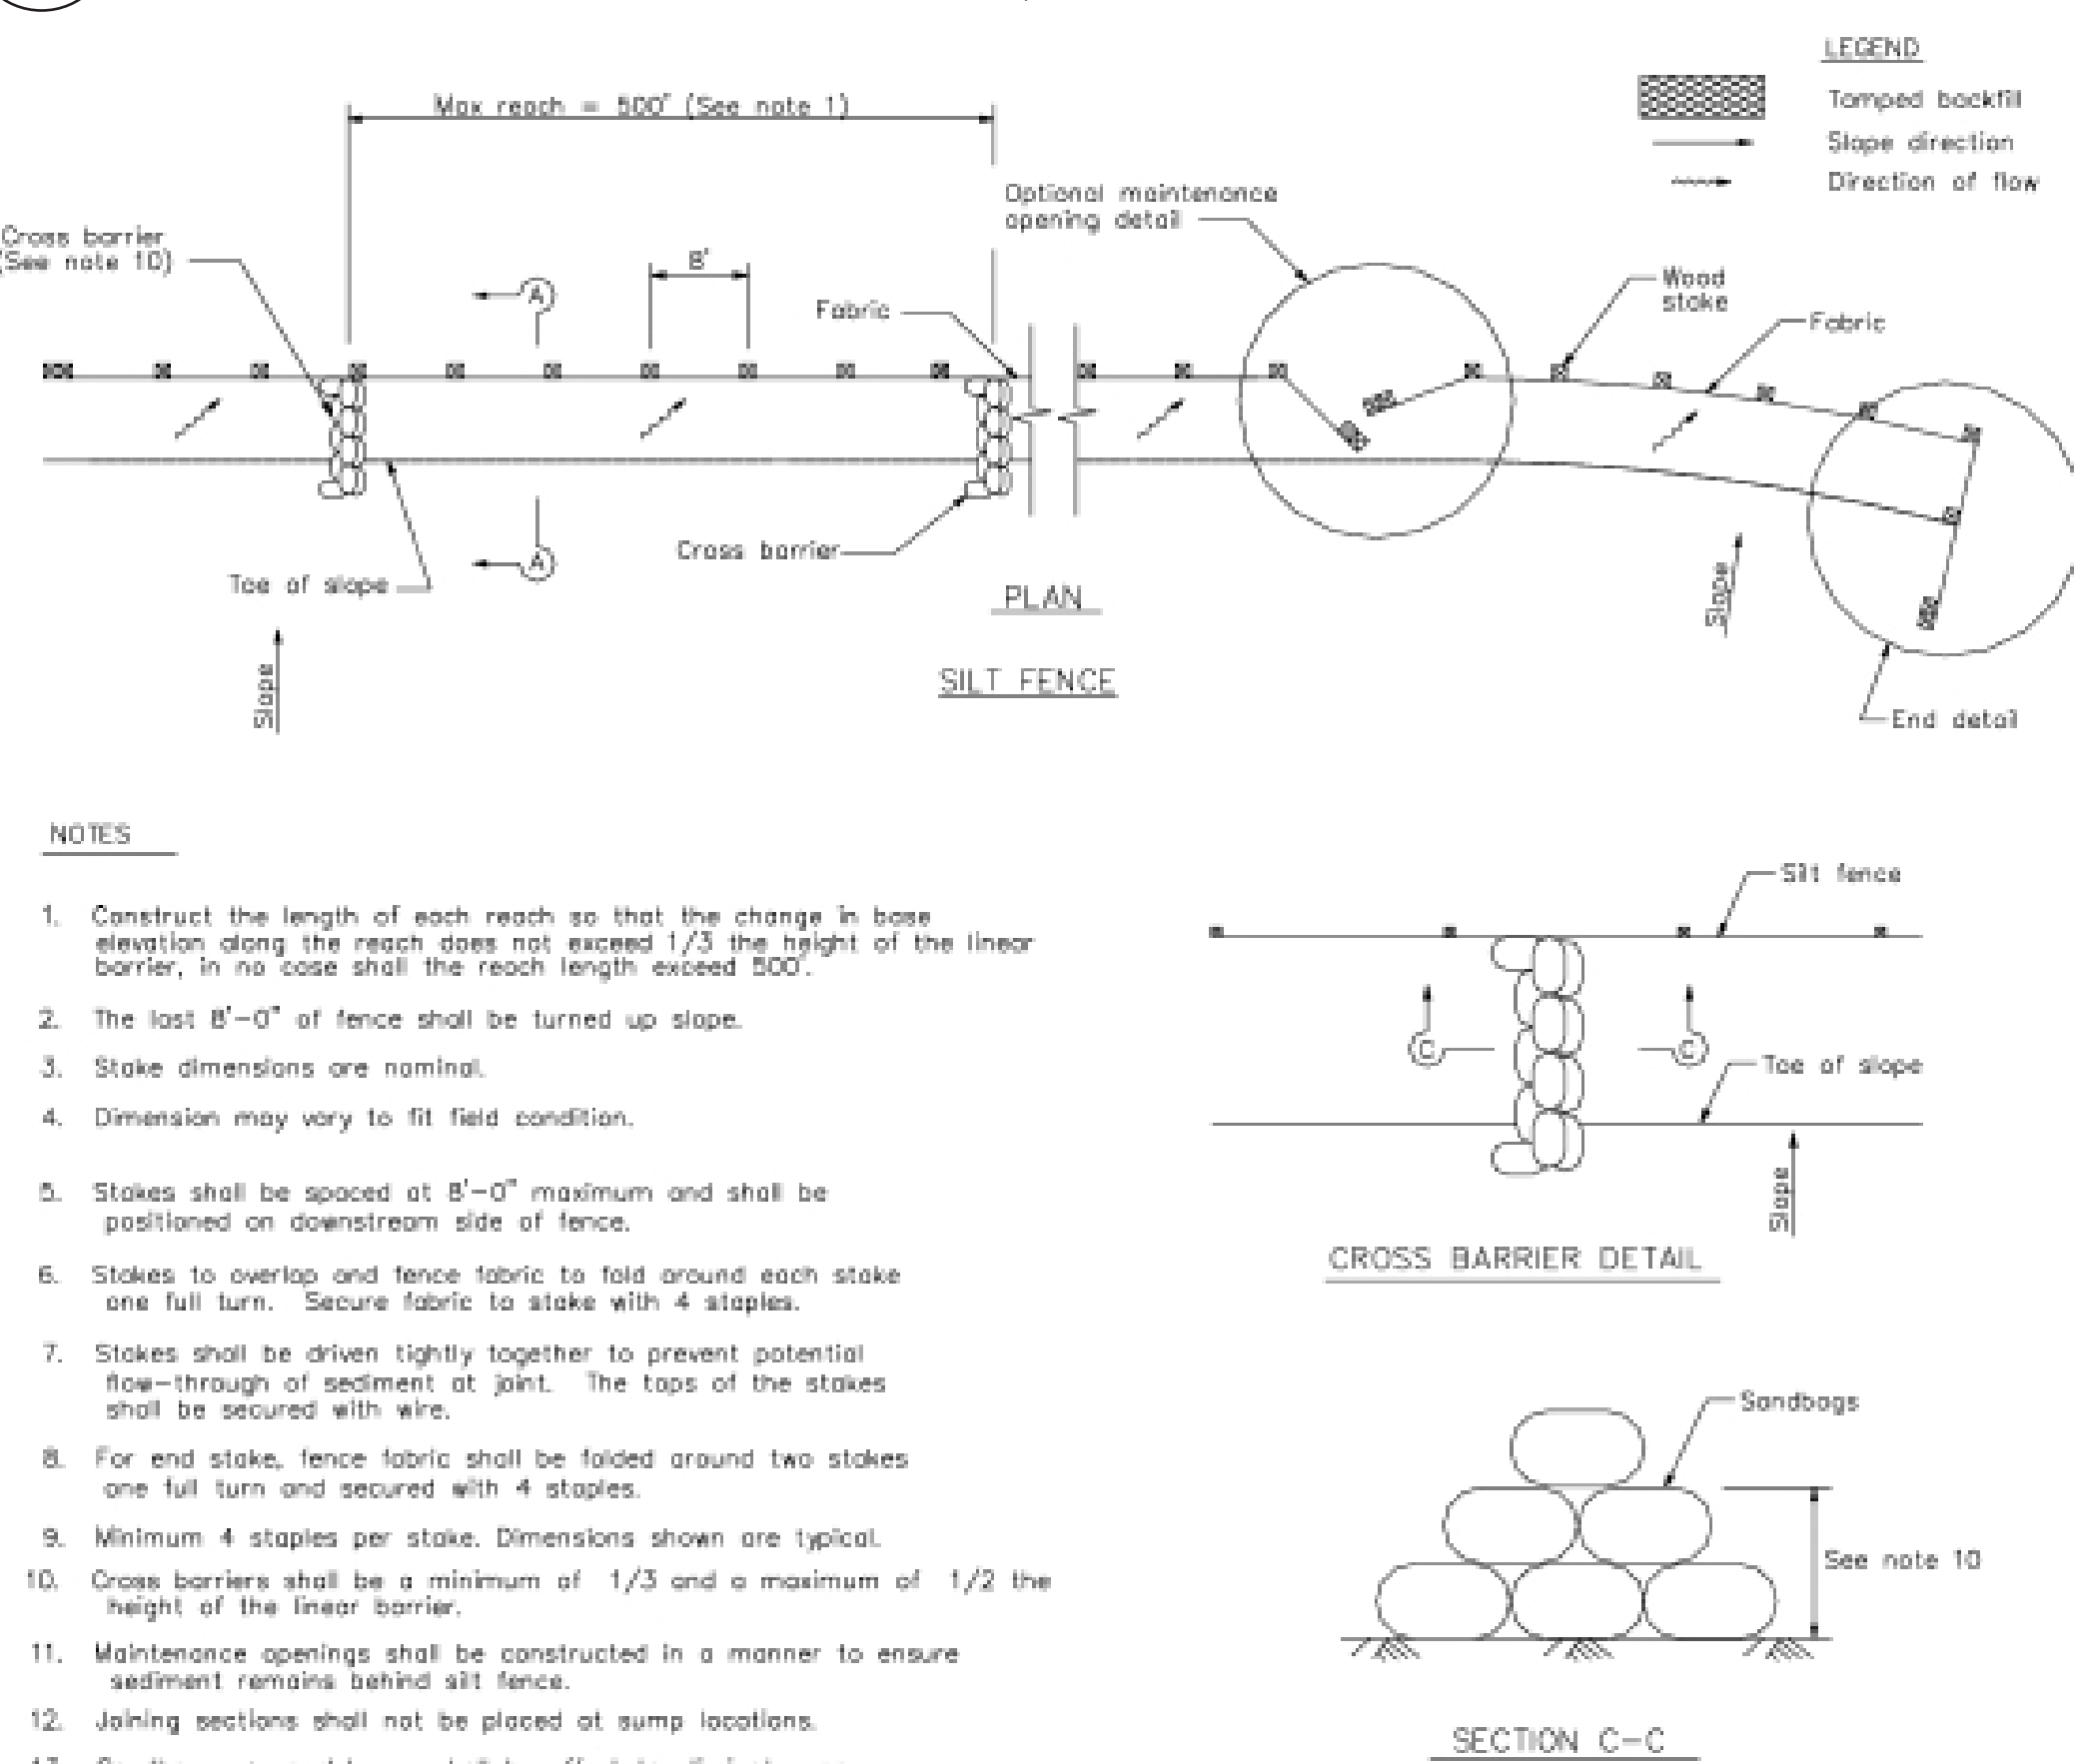 LEGEND
Tamped backfill
Slope direction
Direction of flow
Max reach = 500' (See note 1)
Optional maintenance
opening detail
Cross barrier
(See note 10)
8'
A
Fabric
Wood
stake
Fabric
Cross barrier
A
Toe of slope
PLAN
Slope
Slope
SILT FENCE
End detail
NOTES
1. Construct the length of each reach so that the change in base
elevation along the reach does not exceed 1/3 the height of the linear
barrier, in no case shall the reach length exceed 500'.
2. The last 8'-0" of fence shall be turned up slope.
3. Stake dimensions are nominal.
4. Dimension may vary to fit field condition.
5. Stakes shall be spaced at 8'-0" maximum and shall be
positioned on downstream side of fence.
6. Stakes to overlap and fence fabric to fold around each stake
one full turn. Secure fabric to stake with 4 staples.
7. Stakes shall be driven tightly together to prevent potential
flow-through of sediment at joint. The tops of the stakes
shall be secured with wire.
8. For end stake, fence fabric shall be folded around two stakes
one full turn and secured with 4 staples.
9. Minimum 4 staples per stake. Dimensions shown are typical.
10. Cross barriers shall be a minimum of 1/3 and a maximum of 1/2 the
height of the linear barrier.
11. Maintenance openings shall be constructed in a manner to ensure
sediment remains behind silt fence.
12. Joining sections shall not be placed at sump locations.
Silt fence
C
C
Toe of slope
Slope
CROSS BARRIER DETAIL
Sandbags
See note 10
SECTION C-C